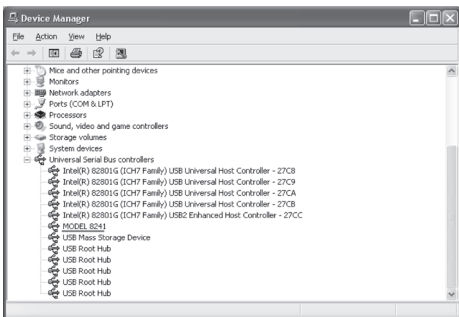 Device Manager
File Action View Help
Mice and other pointing devices
Monitors
Network adapters
Ports (COM & LPT)
Processors
Sound, video and game controllers
Storage volumes
System devices
Universal Serial Bus controllers
Intel(R) 82801G (ICH7 Family) USB Universal Host Controller - 27C8
Intel(R) 82801G (ICH7 Family) USB Universal Host Controller - 27C9
Intel(R) 82801G (ICH7 Family) USB Universal Host Controller - 27CA
Intel(R) 82801G (ICH7 Family) USB Universal Host Controller - 27CB
Intel(R) 82801G (ICH7 Family) USB2 Enhanced Host Controller - 27CC
MODEL 8241
USB Mass Storage Device
USB Root Hub
USB Root Hub
USB Root Hub
USB Root Hub
USB Root Hub